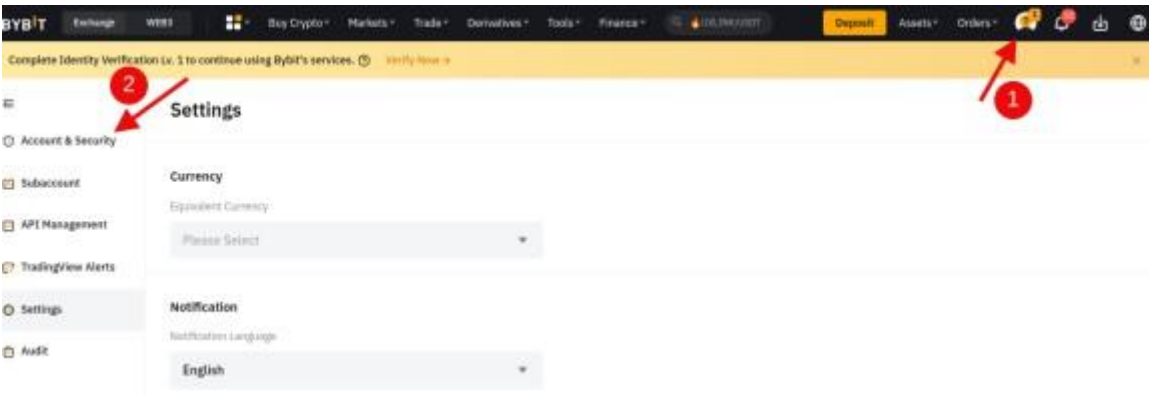 BYBIT Exchange WEB3 Buy Crypto Markets Trade Derivatives Tools Finance Deposit Assets Orders
Complete Identity Verification Lv. 1 to continue using Bybit's services. Verify Now
1
2
Settings
Account & Security
Subaccount
API Management
TradingView Alerts
Settings
Audit
Currency
Equivalent Currency
Please Select
Notification
Notification Language
English